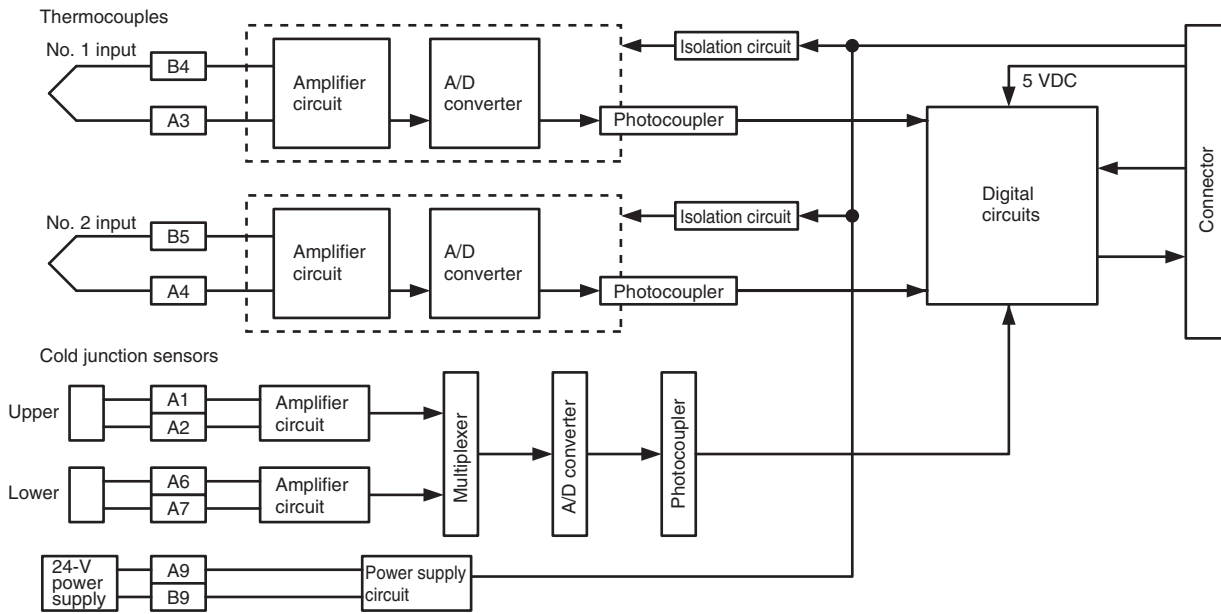 Thermocouples
No. 1 input
B4
A3
Amplifier
circuit
A/D
converter
Isolation circuit
Photocoupler
5 VDC
No. 2 input
B5
A4
Amplifier
circuit
A/D
converter
Isolation circuit
Photocoupler
Digital
circuits
Connector
Cold junction sensors
Upper
A1
A2
Amplifier
circuit
Lower
A6
A7
Amplifier
circuit
Multiplexer
A/D converter
Photocoupler
24-V
power
supply
A9
B9
Power supply
circuit